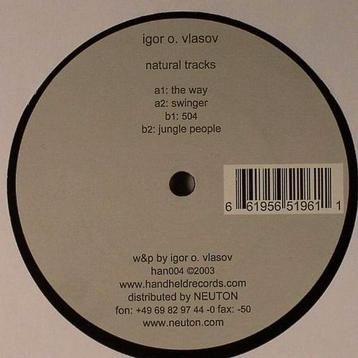 igor o. vlasov
natural tracks
a1: the way
a2: swinger
b1: 504
b2: jungle people
6 61956 51961 1
w&p by igor o. vlasov
han004 ©2003
www.handheldrecords.com
distributed by NEUTON
fon: +49 69 82 97 44 -0 fax: -50
www.neuton.com